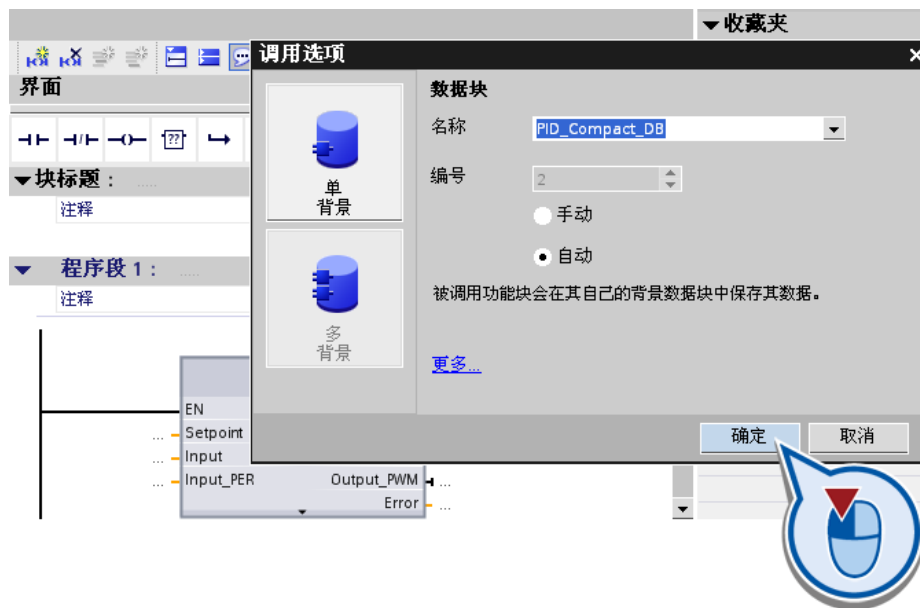 收藏夹
调用选项
界面
数据块
名称
PID_Compact_DB
编号
2
手动
自动
被调用功能块会在其自己的背景数据块中保存其数据。
更多...
单
背景
多
背景
确定
取消
??
块标题：.....
注释
程序段 1：.....
注释
EN
... Setpoint
... Input
... Input_PER
Output_PWM ...
Error ...